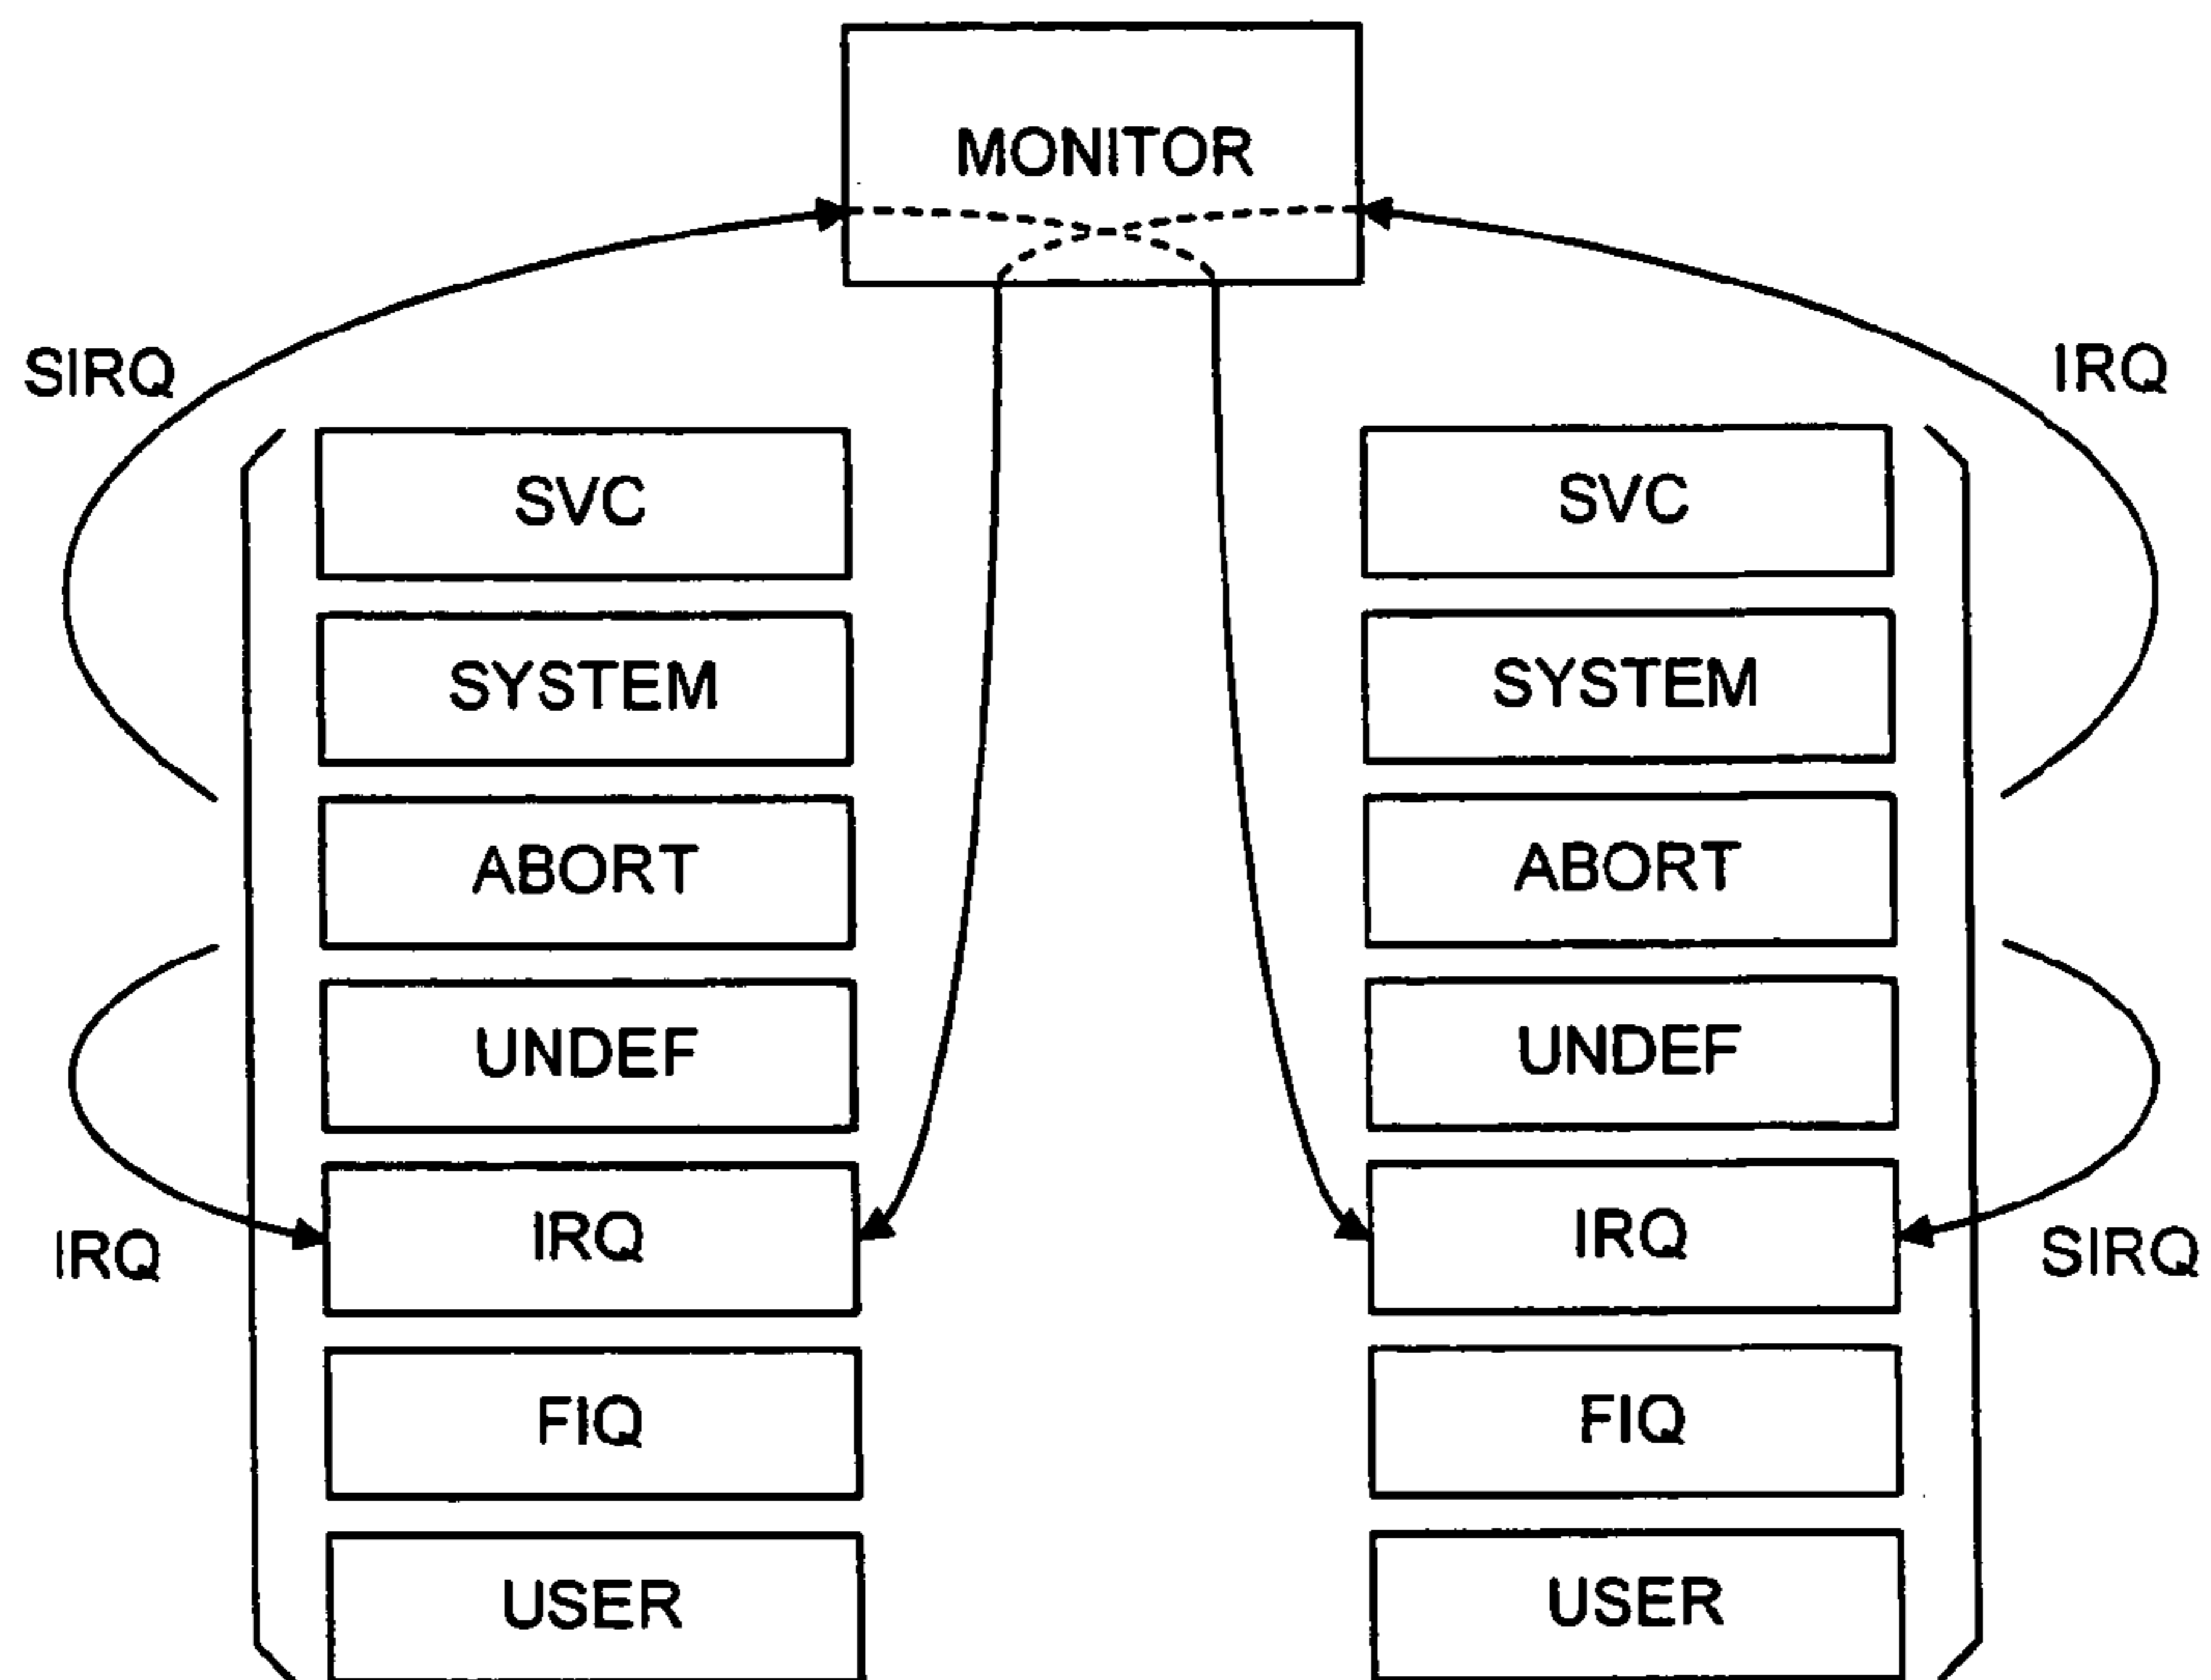 MONITOR
SIRQ
IRQ
SVC
SVC
SYSTEM
SYSTEM
ABORT
ABORT
UNDEF
UNDEF
IRQ
IRQ
IRQ
SIRQ
FIQ
FIQ
USER
USER